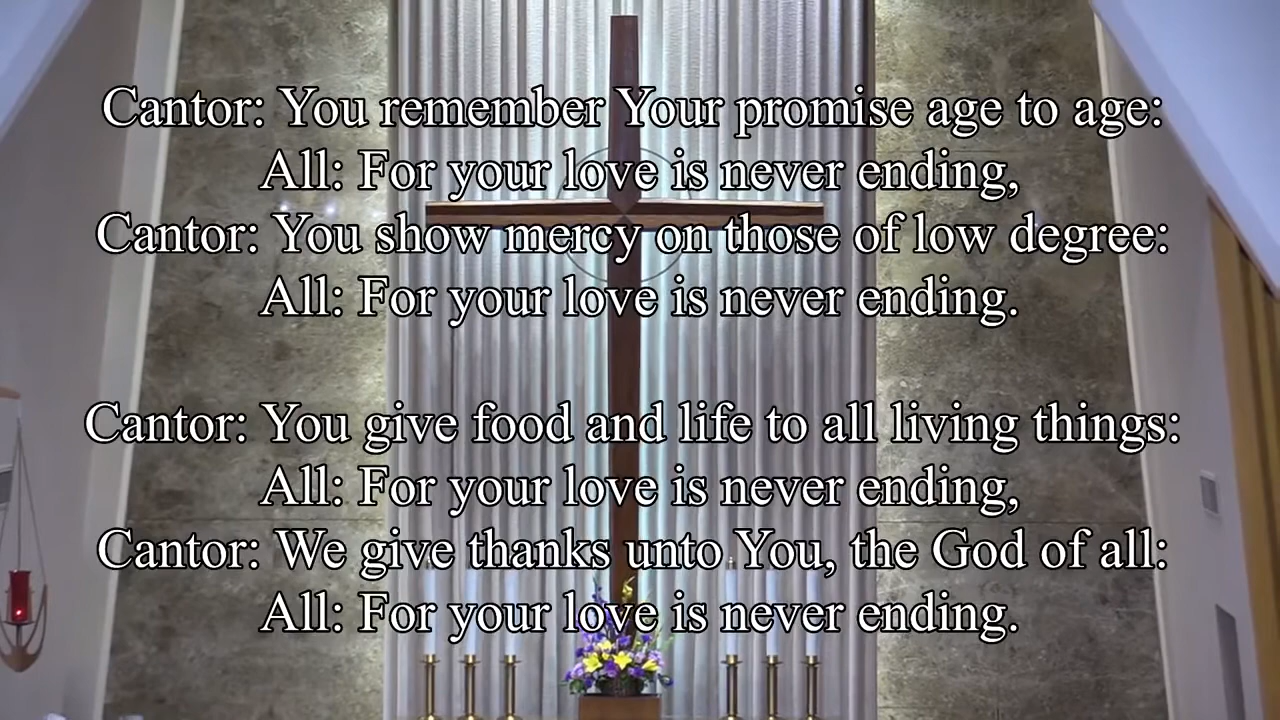 Cantor: You remember Your promise age to age:
All: For your love is never ending,
Cantor: You show mercy on those of low degree:
All: For your love is never ending.
Cantor: You give food and life to all living things:
All: For your love is never ending,
Cantor: We give thanks unto You, the God of all:
All: For your love is never ending.